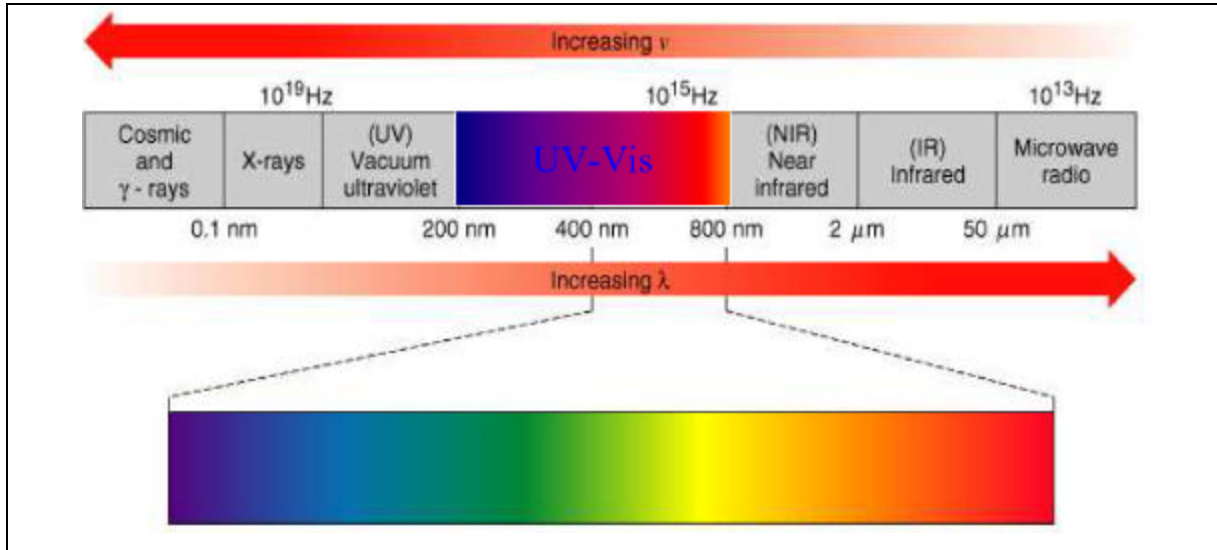 Increasing ν
10¹⁹Hz
10¹⁵Hz
10¹³Hz
Cosmic
and
γ - rays
X-rays
(UV)
Vacuum
ultraviolet
UV-Vis
(NIR)
Near
infrared
(IR)
Infrared
Microwave
radio
0.1 nm
200 nm
400 nm
800 nm
2 μm
50 μm
Increasing λ